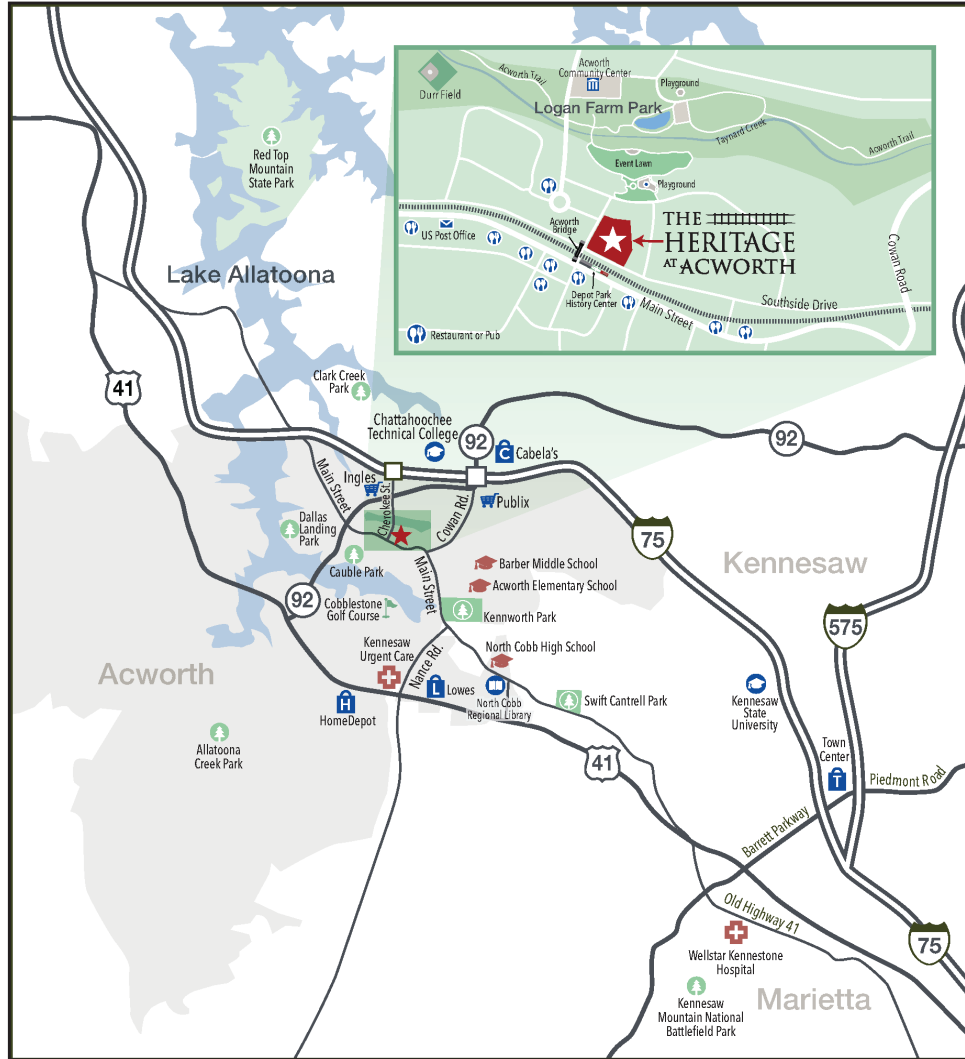 Acworth Trail
Acworth
Community Center
Playground
Durr Field
Logan Farm Park
Taynard Creek
Acworth Trail
Event Lawn
Playground
Acworth
Bridge
US Post Office
THE
HERITAGE
AT ACWORTH
Cowan Road
Depot Park
History Center
Main Street
Southside Drive
Restaurant or Pub
Red Top
Mountain
State Park
Lake Allatoona
41
Clark Creek
Park
Chattahoochee
Technical College
92
C
Cabela's
92
Main Street
Ingles
Cherokee St.
Publix
Cowan Rd.
75
Dallas
Landing
Park
Cauble Park
Main Street
Barber Middle School
Acworth Elementary School
Kennesaw
92
Cobblestone
Golf Course
Kennworth Park
575
Kennesaw
Urgent Care
Nance Rd.
North Cobb High School
Acworth
H
HomeDepot
L
Lowes
North Cobb
Regional Library
Swift Cantrell Park
Kennesaw
State
University
Allatoona
Creek Park
41
Town
Center
T
Piedmont Road
Barrett Parkway
Old Highway 41
75
Wellstar Kennestone
Hospital
Marietta
Kennesaw
Mountain National
Battlefield Park